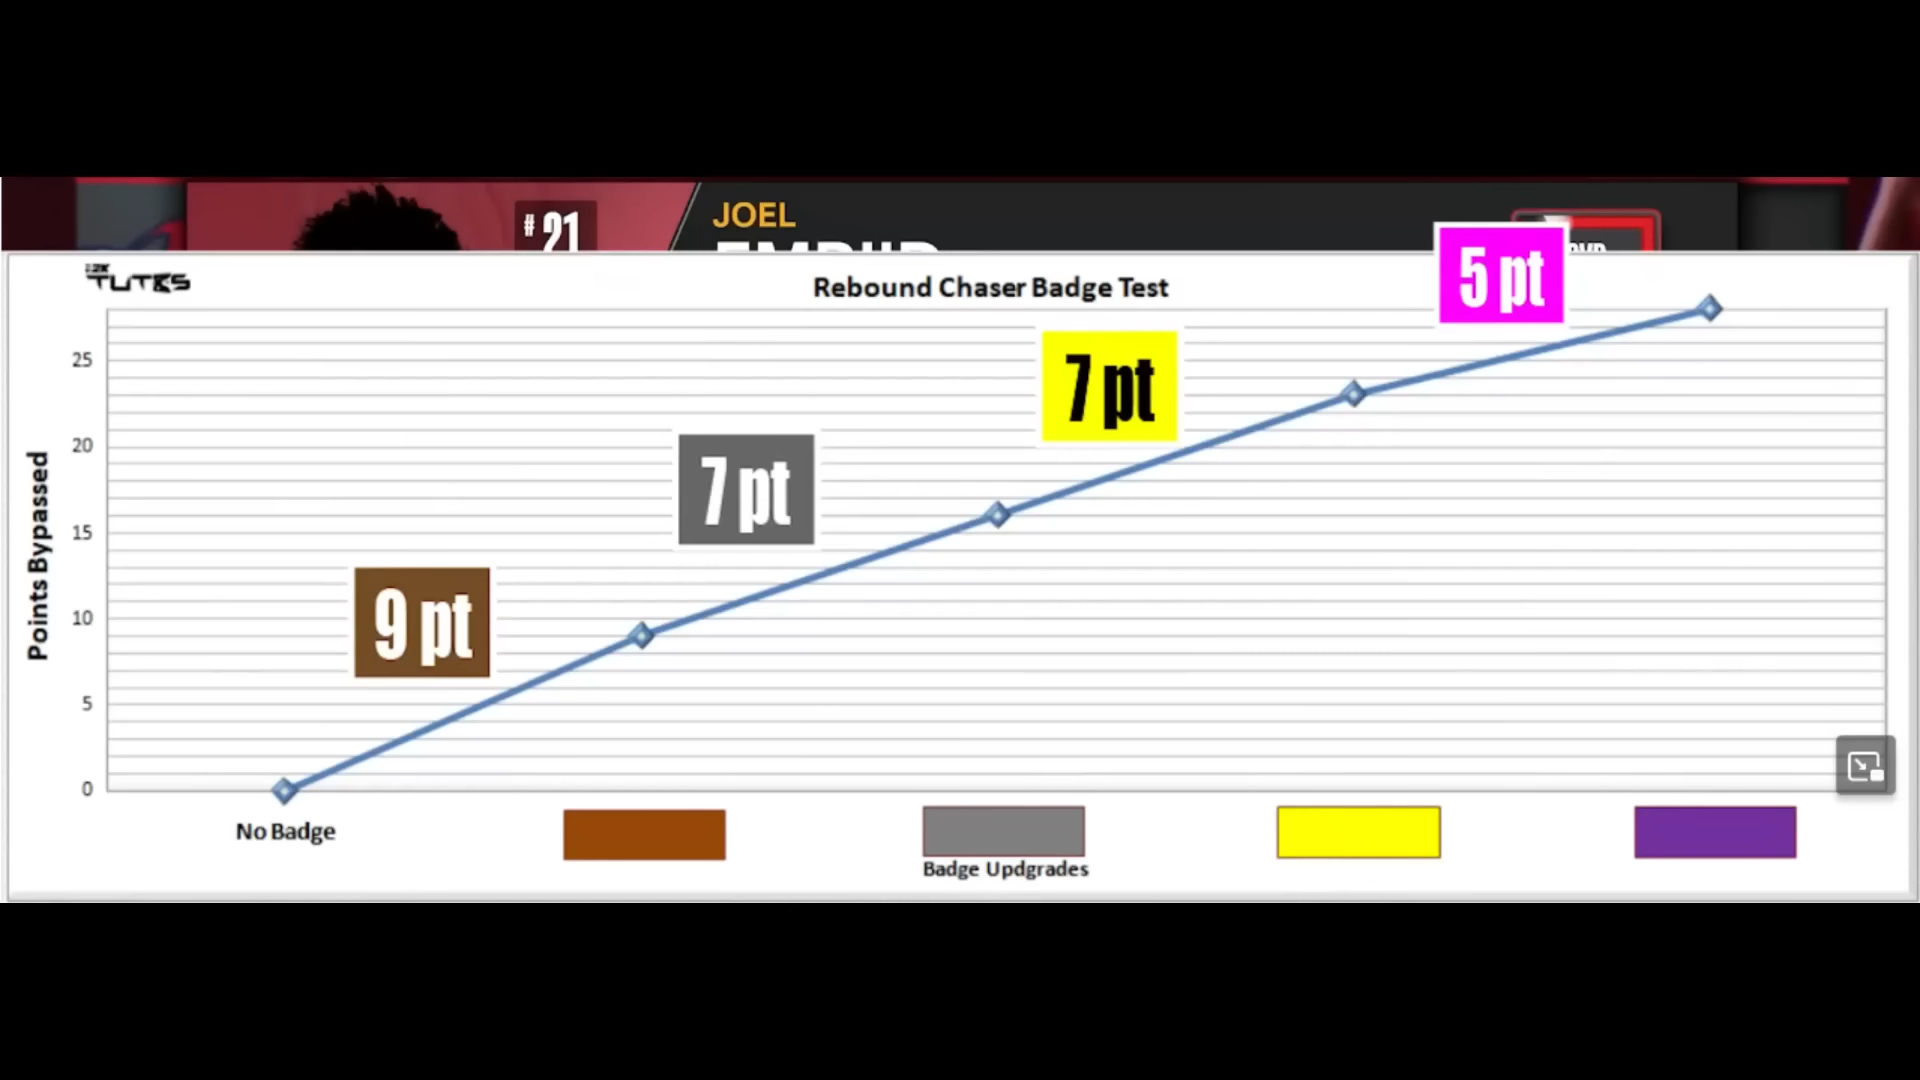 # 21
JOEL
EMBIID
2K
TUTES
Rebound Chaser Badge Test
5 pt
7 pt
7 pt
9 pt
Points Bypassed
25
20
15
10
5
0
No Badge
Badge Updgrades